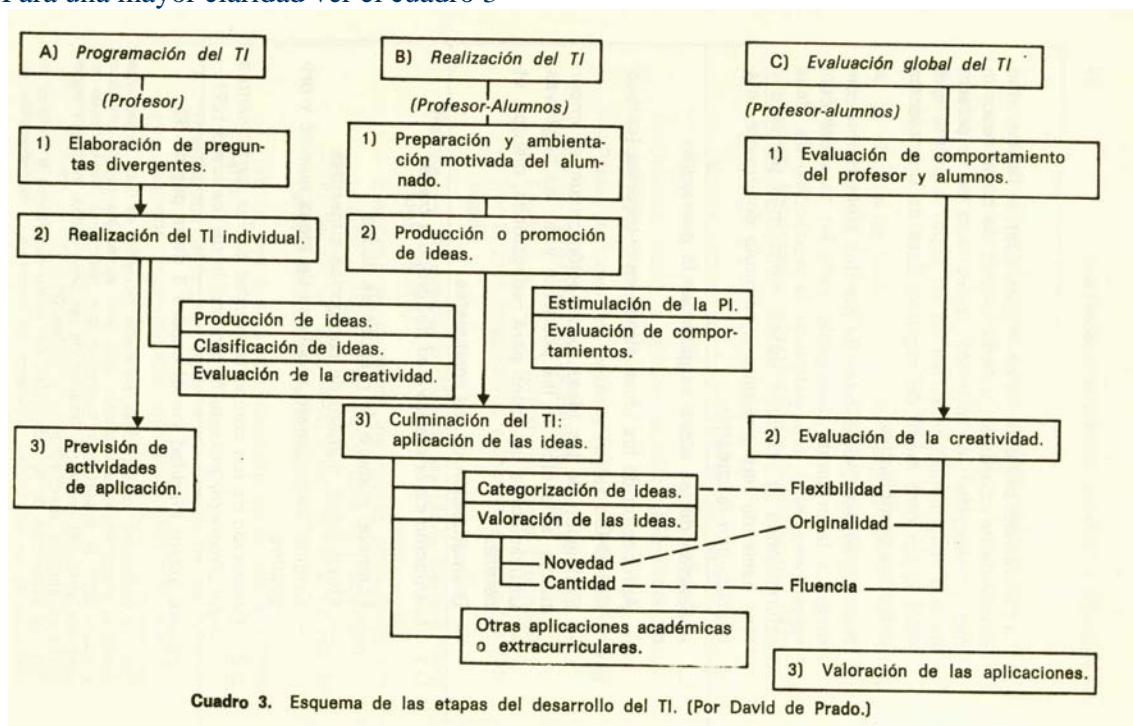 Para una mayor claridad ver el cuadro 3
A) Programación del TI
(Profesor)
1) Elaboración de pregun-
tas divergentes.
2) Realización del TI individual.
Producción de ideas.
Clasificación de ideas.
Evaluación de la creatividad.
3) Previsión de
actividades
de aplicación.
B) Realización del TI
(Profesor-Alumnos)
1) Preparación y ambienta-
ción motivada del alum-
nado.
2) Producción o promoción
de ideas.
Estimulación de la PI.
Evaluación de compor-
tamientos.
3) Culminación del TI:
aplicación de las ideas.
Categorización de ideas.
Valoración de las ideas.
Novedad
Cantidad
Otras aplicaciones académicas
o extracurriculares.
C) Evaluación global del TI
(Profesor-alumnos)
1) Evaluación de comportamiento
del profesor y alumnos.
2) Evaluación de la creatividad.
Flexibilidad
Originalidad
Fluencia
3) Valoración de las aplicaciones.
Cuadro 3. Esquema de las etapas del desarrollo del TI. (Por David de Prado.)